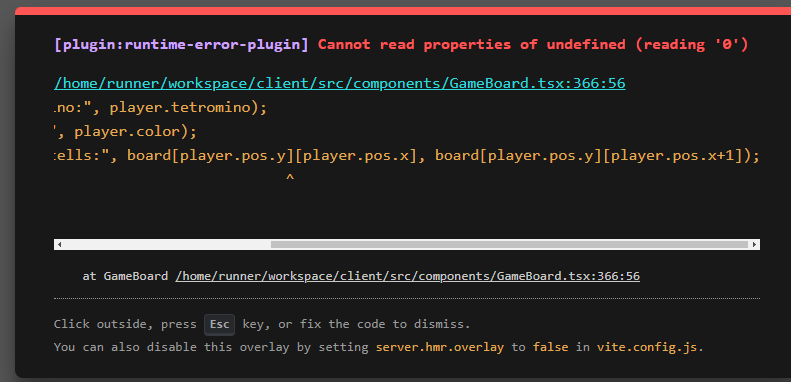 [plugin:runtime-error-plugin] Cannot read properties of undefined (reading '0')
/home/runner/workspace/client/src/components/GameBoard.tsx:366:56
ino:", player.tetromino);
", player.color);
cells:", board[player.pos.y][player.pos.x], board[player.pos.y][player.pos.x+1]);
^
at GameBoard /home/runner/workspace/client/src/components/GameBoard.tsx:366:56
Click outside, press Esc key, or fix the code to dismiss.
You can also disable this overlay by setting server.hmr.overlay to false in vite.config.js.